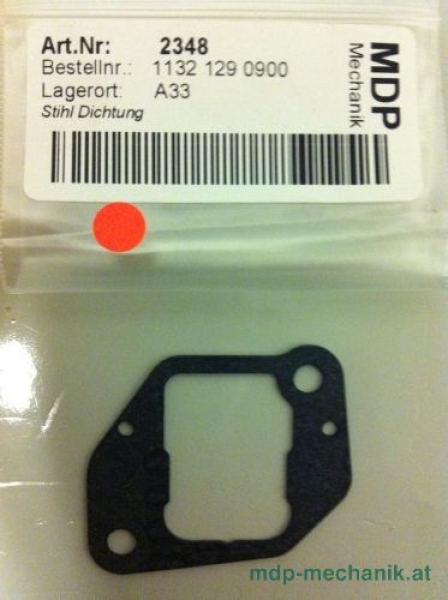 Art.Nr: 2348
Bestellnr.: 1132 129 0900
Lagerort: A33
Stihl Dichtung
MDP
Mechanik
mdp-mechanik.at